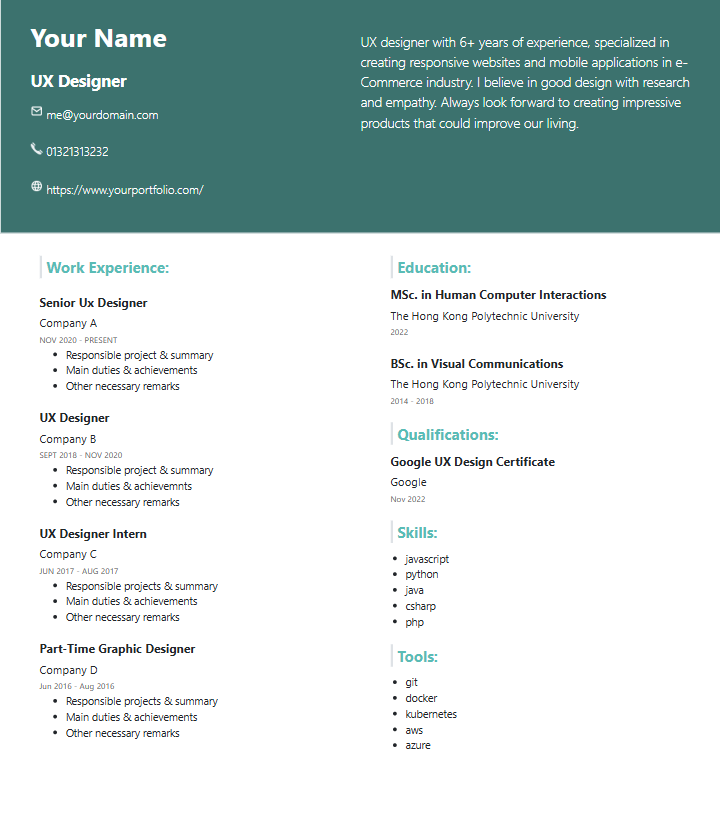 Your Name
UX Designer
me@yourdomain.com
01321313232
https://www.yourportfolio.com/
UX designer with 6+ years of experience, specialized in
creating responsive websites and mobile applications in e-
Commerce industry. I believe in good design with research
and empathy. Always look forward to creating impressive
products that could improve our living.
Work Experience:
Senior Ux Designer
Company A
NOV 2020 - PRESENT
• Responsible project & summary
• Main duties & achievements
• Other necessary remarks
UX Designer
Company B
SEPT 2018 - NOV 2020
• Responsible project & summary
• Main duties & achievemnts
• Other necessary remarks
UX Designer Intern
Company C
JUN 2017 - AUG 2017
• Responsible projects & summary
• Main duties & achievements
• Other necessary remarks
Part-Time Graphic Designer
Company D
Jun 2016 - Aug 2016
• Responsible projects & summary
• Main duties & achievements
• Other necessary remarks
Education:
MSc. in Human Computer Interactions
The Hong Kong Polytechnic University
2022
BSc. in Visual Communications
The Hong Kong Polytechnic University
2014 - 2018
Qualifications:
Google UX Design Certificate
Google
Nov 2022
Skills:
• javascript
• python
• java
• csharp
• php
Tools:
• git
• docker
• kubernetes
• aws
• azure